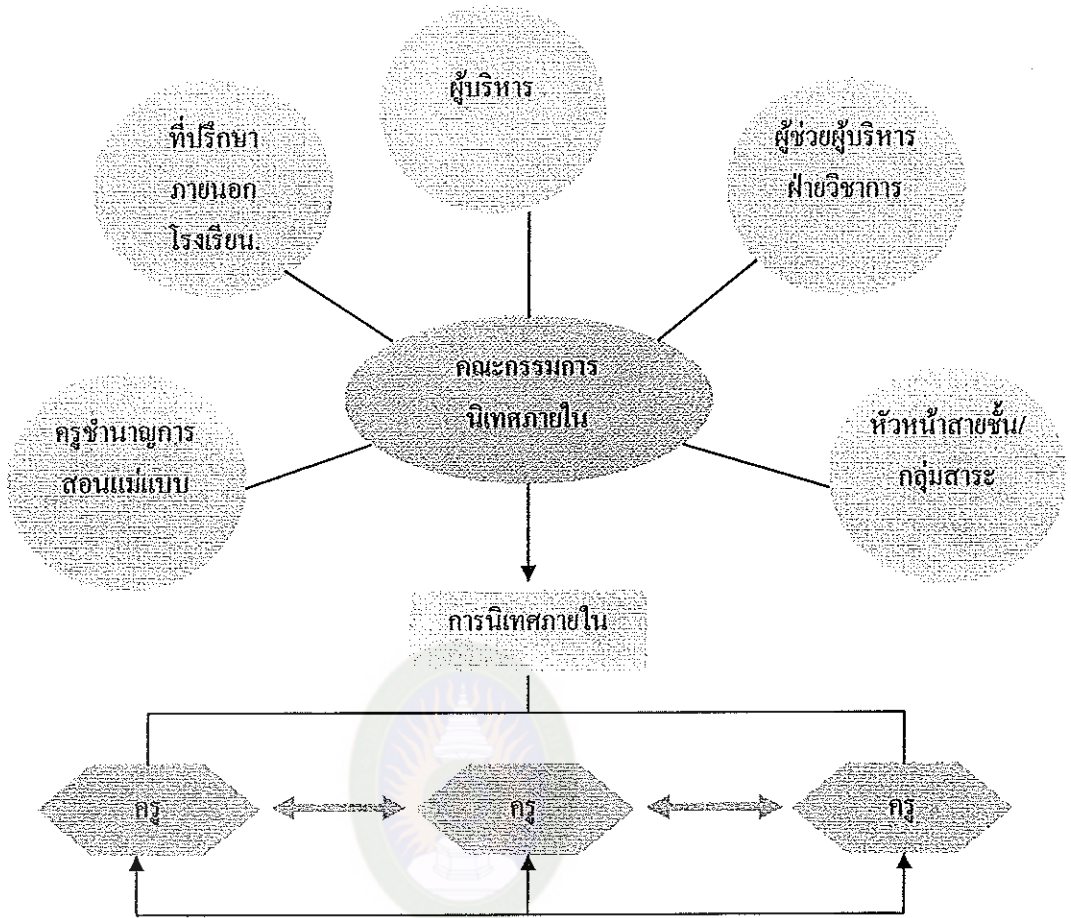 ผู้บริหาร
ที่ปรึกษา
ภายนอก
โรงเรียน.
ผู้ช่วยผู้บริหาร
ฝ่ายวิชาการ
คณะกรรมการ
นิเทศภายใน
ครูชำนาญการ
สอนแม่แบบ
หัวหน้าสายชั้น/
กลุ่มสาระ
การนิเทศภายใน
ครู
ครู
ครู